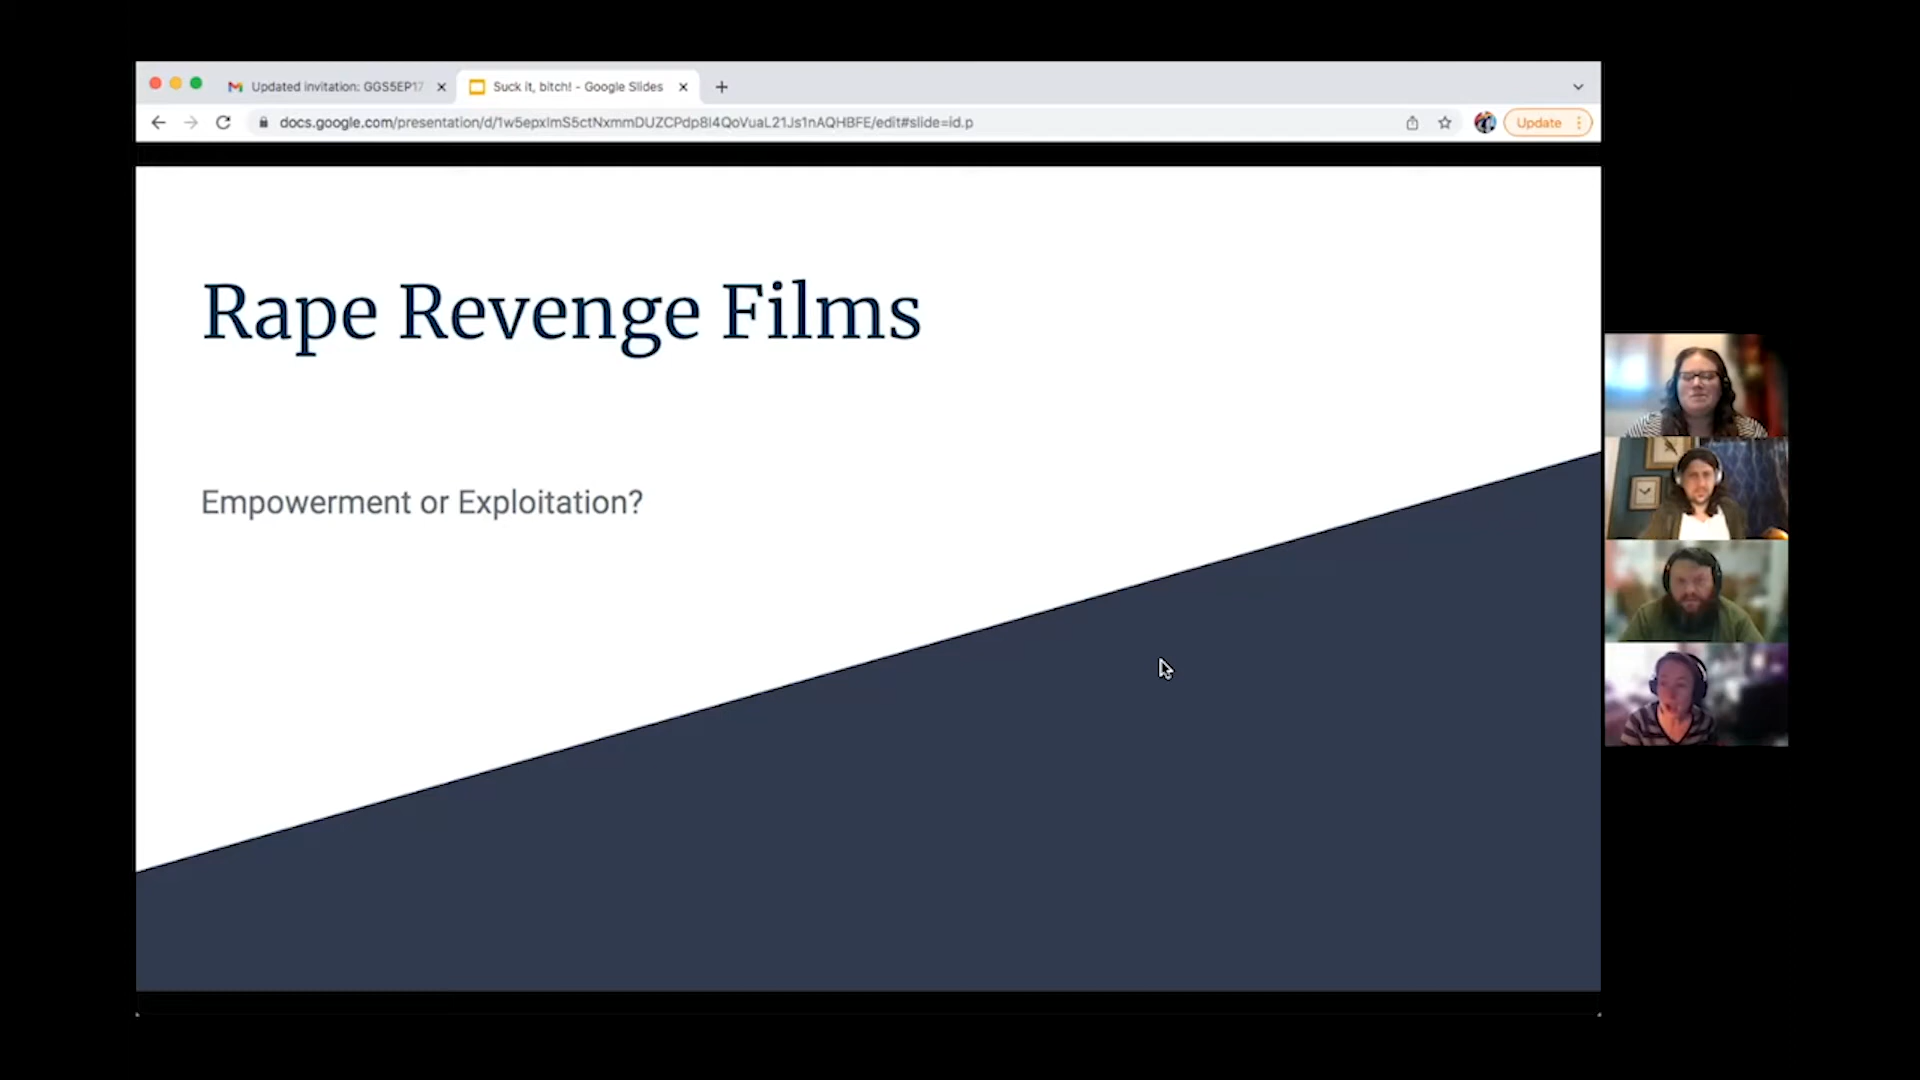 Updated invitation: GGS5EP17
Suck it, bitch! - Google Slides
docs.google.com/presentation/d/1w5epxlmS5ctNxmmDUZCPdp8I4QoVuaL21Js1nAQHBFE/edit#slide=id.p
Update
Rape Revenge Films
Empowerment or Exploitation?